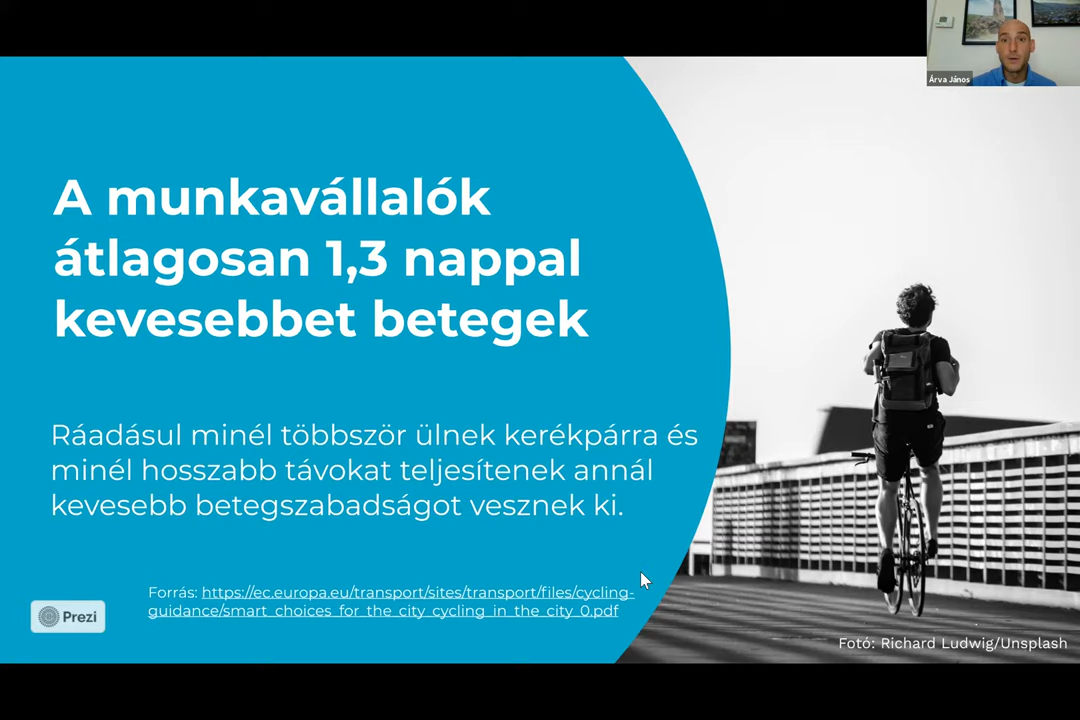 Árva János
A munkavállalók
átlagosan 1,3 nappal
kevesebbet betegek
Ráadásul minél többször ülnek kerékpárra és
minél hosszabb távokat teljesítenek annál
kevesebb betegszabadságot vesznek ki.
Forrás: https://ec.europa.eu/transport/sites/transport/files/cycling-
guidance/smart_choices_for_the_city_cycling_in_the_city_0.pdf
Prezi
Fotó: Richard Ludwig/Unsplash